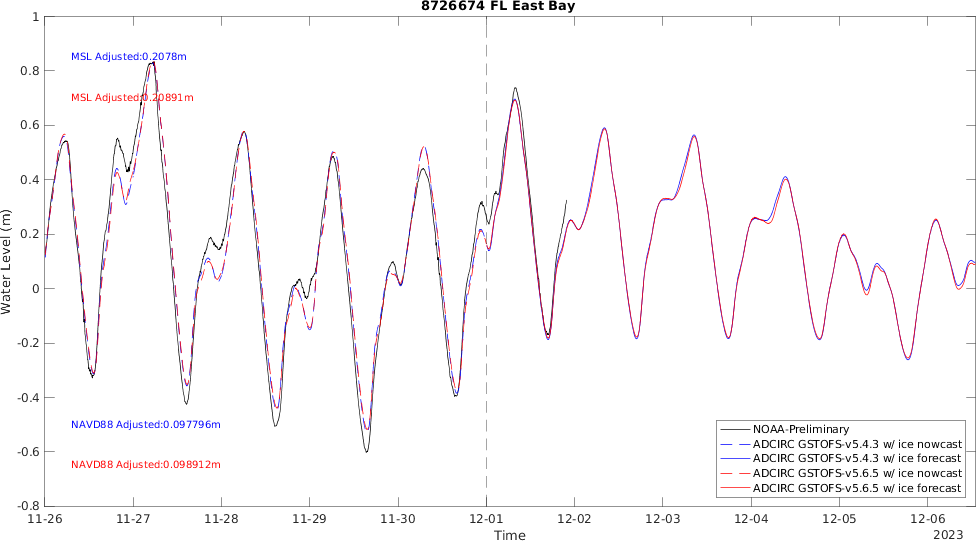 8726674 FL East Bay
1
0.8
0.6
0.4
0.2
0
-0.2
-0.4
-0.6
-0.8
Water Level (m)
MSL Adjusted:0.2078m
MSL Adjusted:0.20891m
NAVD88 Adjusted:0.097796m
NAVD88 Adjusted:0.098912m
NOAA-Preliminary
ADCIRC GSTOFS-v5.4.3 w/ ice nowcast
ADCIRC GSTOFS-v5.4.3 w/ ice forecast
ADCIRC GSTOFS-v5.6.5 w/ ice nowcast
ADCIRC GSTOFS-v5.6.5 w/ ice forecast
11-26 11-27 11-28 11-29 11-30 12-01 12-02 12-03 12-04 12-05 12-06
Time
2023